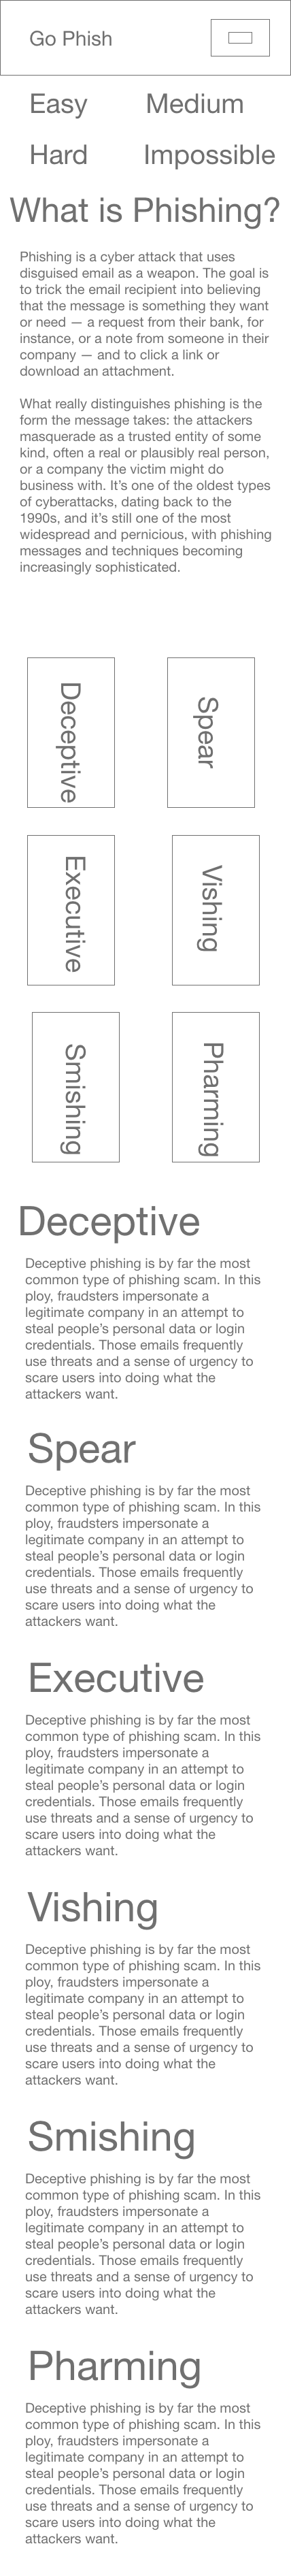 Go Phish
Easy Medium
Hard Impossible
What is Phishing?
Phishing is a cyber attack that uses
disguised email as a weapon. The goal is
to trick the email recipient into believing
that the message is something they want
or need — a request from their bank, for
instance, or a note from someone in their
company — and to click a link or
download an attachment.
What really distinguishes phishing is the
form the message takes: the attackers
masquerade as a trusted entity of some
kind, often a real or plausibly real person,
or a company the victim might do
business with. It’s one of the oldest types
of cyberattacks, dating back to the
1990s, and it’s still one of the most
widespread and pernicious, with phishing
messages and techniques becoming
increasingly sophisticated.
Deceptive
Spear
Executive
Vishing
Smishing
Pharming
Deceptive
Deceptive phishing is by far the most
common type of phishing scam. In this
ploy, fraudsters impersonate a
legitimate company in an attempt to
steal people’s personal data or login
credentials. Those emails frequently
use threats and a sense of urgency to
scare users into doing what the
attackers want.
Spear
Deceptive phishing is by far the most
common type of phishing scam. In this
ploy, fraudsters impersonate a
legitimate company in an attempt to
steal people’s personal data or login
credentials. Those emails frequently
use threats and a sense of urgency to
scare users into doing what the
attackers want.
Executive
Deceptive phishing is by far the most
common type of phishing scam. In this
ploy, fraudsters impersonate a
legitimate company in an attempt to
steal people’s personal data or login
credentials. Those emails frequently
use threats and a sense of urgency to
scare users into doing what the
attackers want.
Vishing
Deceptive phishing is by far the most
common type of phishing scam. In this
ploy, fraudsters impersonate a
legitimate company in an attempt to
steal people’s personal data or login
credentials. Those emails frequently
use threats and a sense of urgency to
scare users into doing what the
attackers want.
Smishing
Deceptive phishing is by far the most
common type of phishing scam. In this
ploy, fraudsters impersonate a
legitimate company in an attempt to
steal people’s personal data or login
credentials. Those emails frequently
use threats and a sense of urgency to
scare users into doing what the
attackers want.
Pharming
Deceptive phishing is by far the most
common type of phishing scam. In this
ploy, fraudsters impersonate a
legitimate company in an attempt to
steal people’s personal data or login
credentials. Those emails frequently
use threats and a sense of urgency to
scare users into doing what the
attackers want.